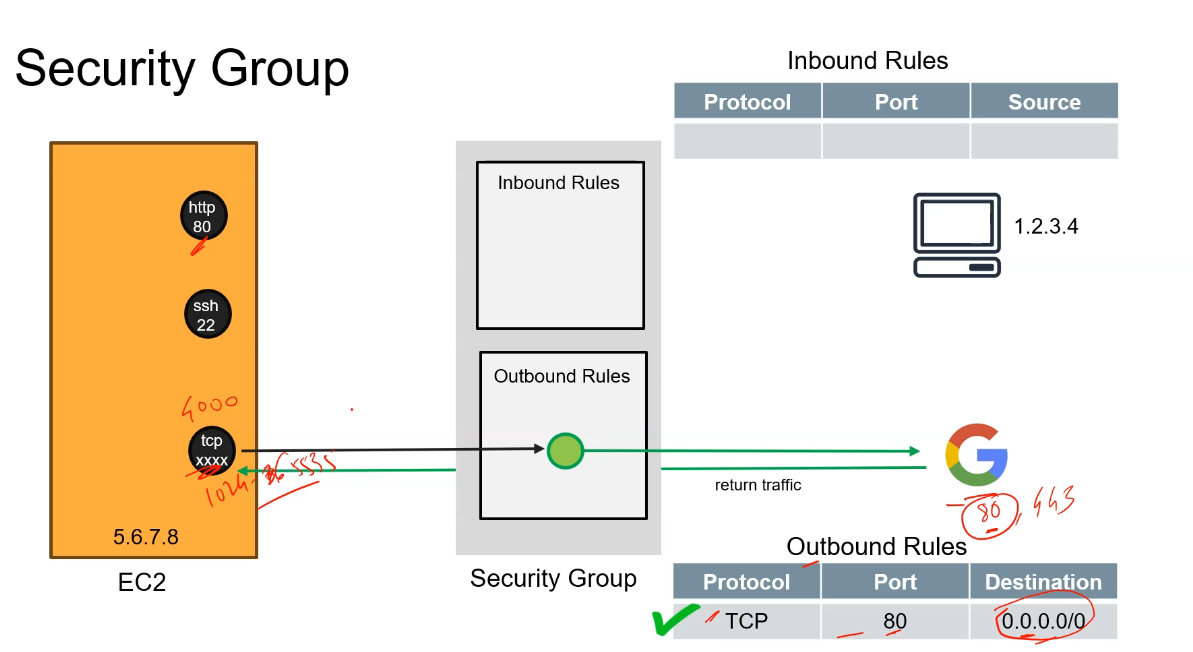 Security Group
Inbound Rules
Protocol Port Source
http
80
ssh
22
4000
tcp
xxxx
1024-65535
5.6.7.8
EC2
Inbound Rules
Outbound Rules
Security Group
1.2.3.4
return traffic
80, 443
Outbound Rules
Protocol Port Destination
TCP 80 0.0.0.0/0